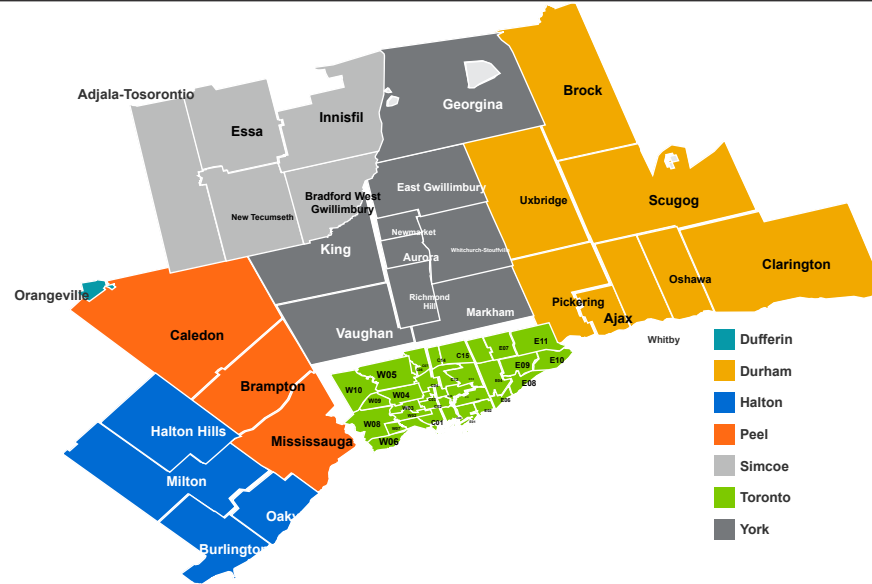 Adjala-Tosorontio
Essa
Innisfil
Georgina
Brock
New Tecumseth
Bradford West
Gwillimbury
East Gwillimbury
Uxbridge
Scugog
King
Newmarket
Aurora
Whitchurch-Stouffville
Clarington
Oshawa
Orangeville
Caledon
Vaughan
Richmond
Hill
Markham
Pickering
Ajax
Whitby
Brampton
Mississauga
Halton Hills
Milton
Burlington
W10
W05
W09
W04
W08
W06
C01
C15
E07
E11
E09
E10
E08
E06
Dufferin
Durham
Halton
Peel
Simcoe
Toronto
York